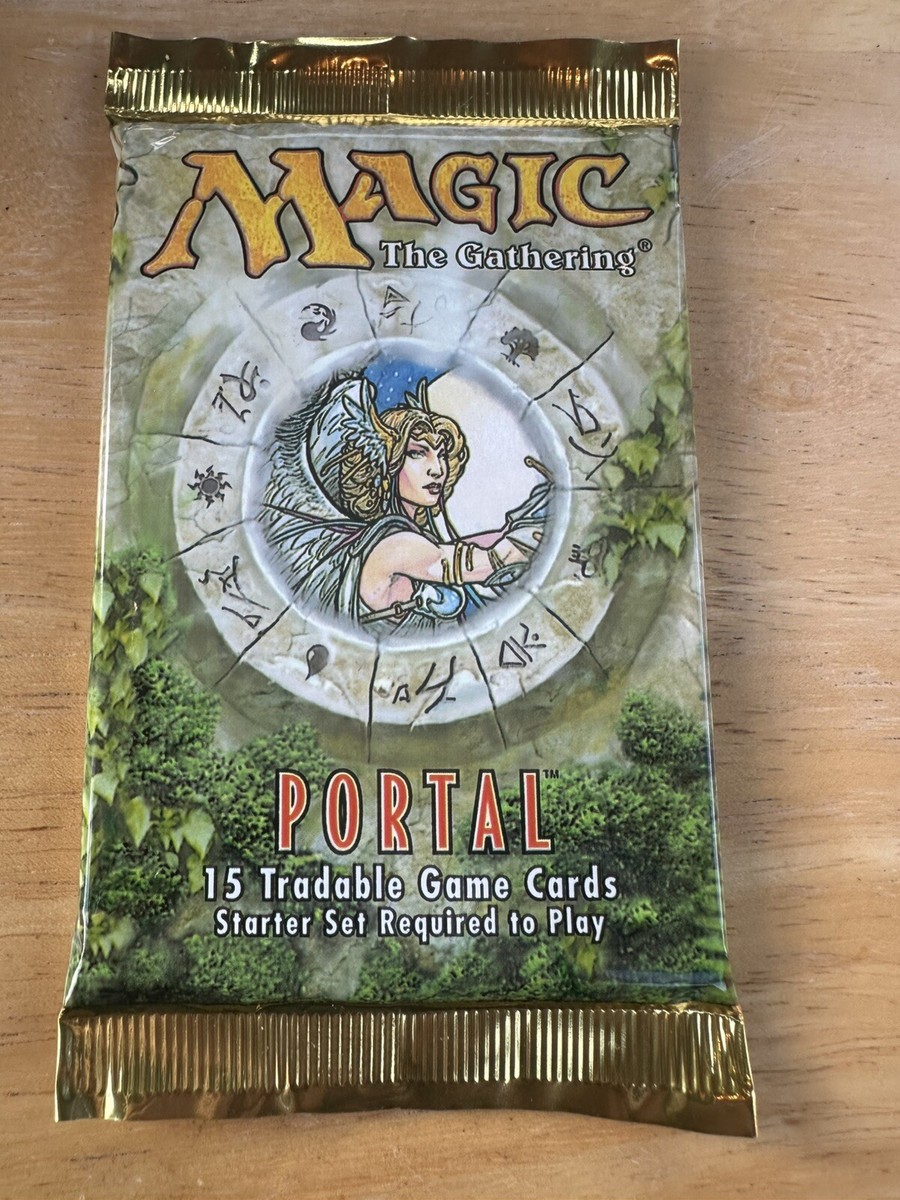 MAGIC
The Gathering®
PORTAL™
15 Tradable Game Cards
Starter Set Required to Play